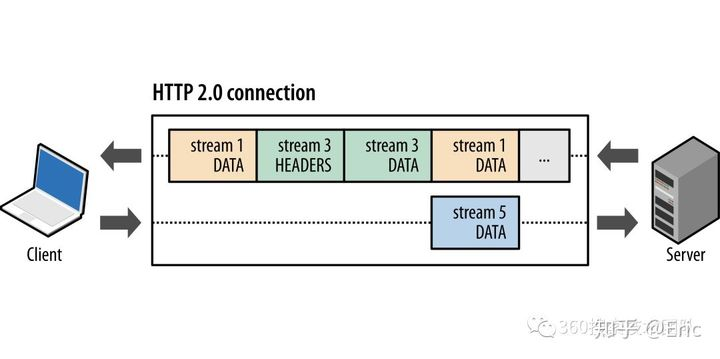 HTTP 2.0 connection
stream 1
DATA
stream 3
HEADERS
stream 3
DATA
stream 1
DATA
...
stream 5
DATA
Client
Server
知乎 @Eric